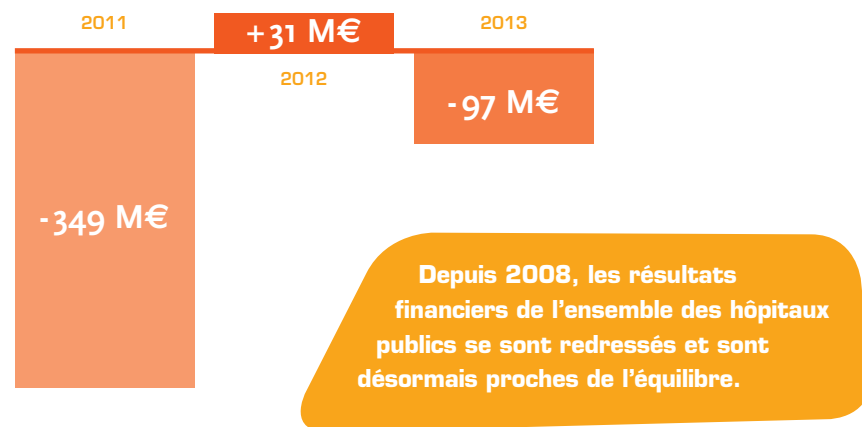 2011
+31 M€
2013
2012
-97 M€
-349 M€
Depuis 2008, les résultats
financiers de l’ensemble des hôpitaux
publics se sont redressés et sont
désormais proches de l’équilibre.